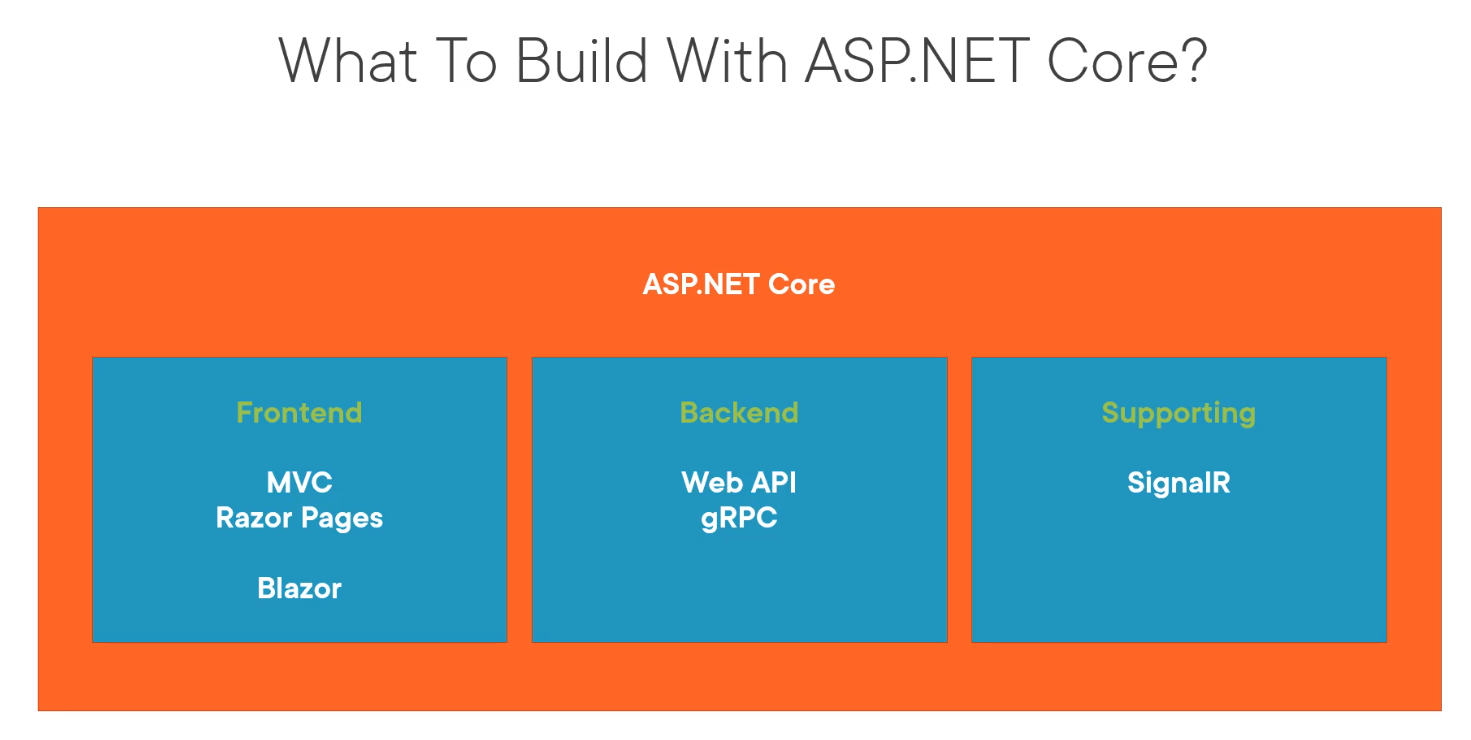 What To Build With ASP.NET Core?
ASP.NET Core
Frontend
MVC
Razor Pages
Blazor
Backend
Web API
gRPC
Supporting
SignalR